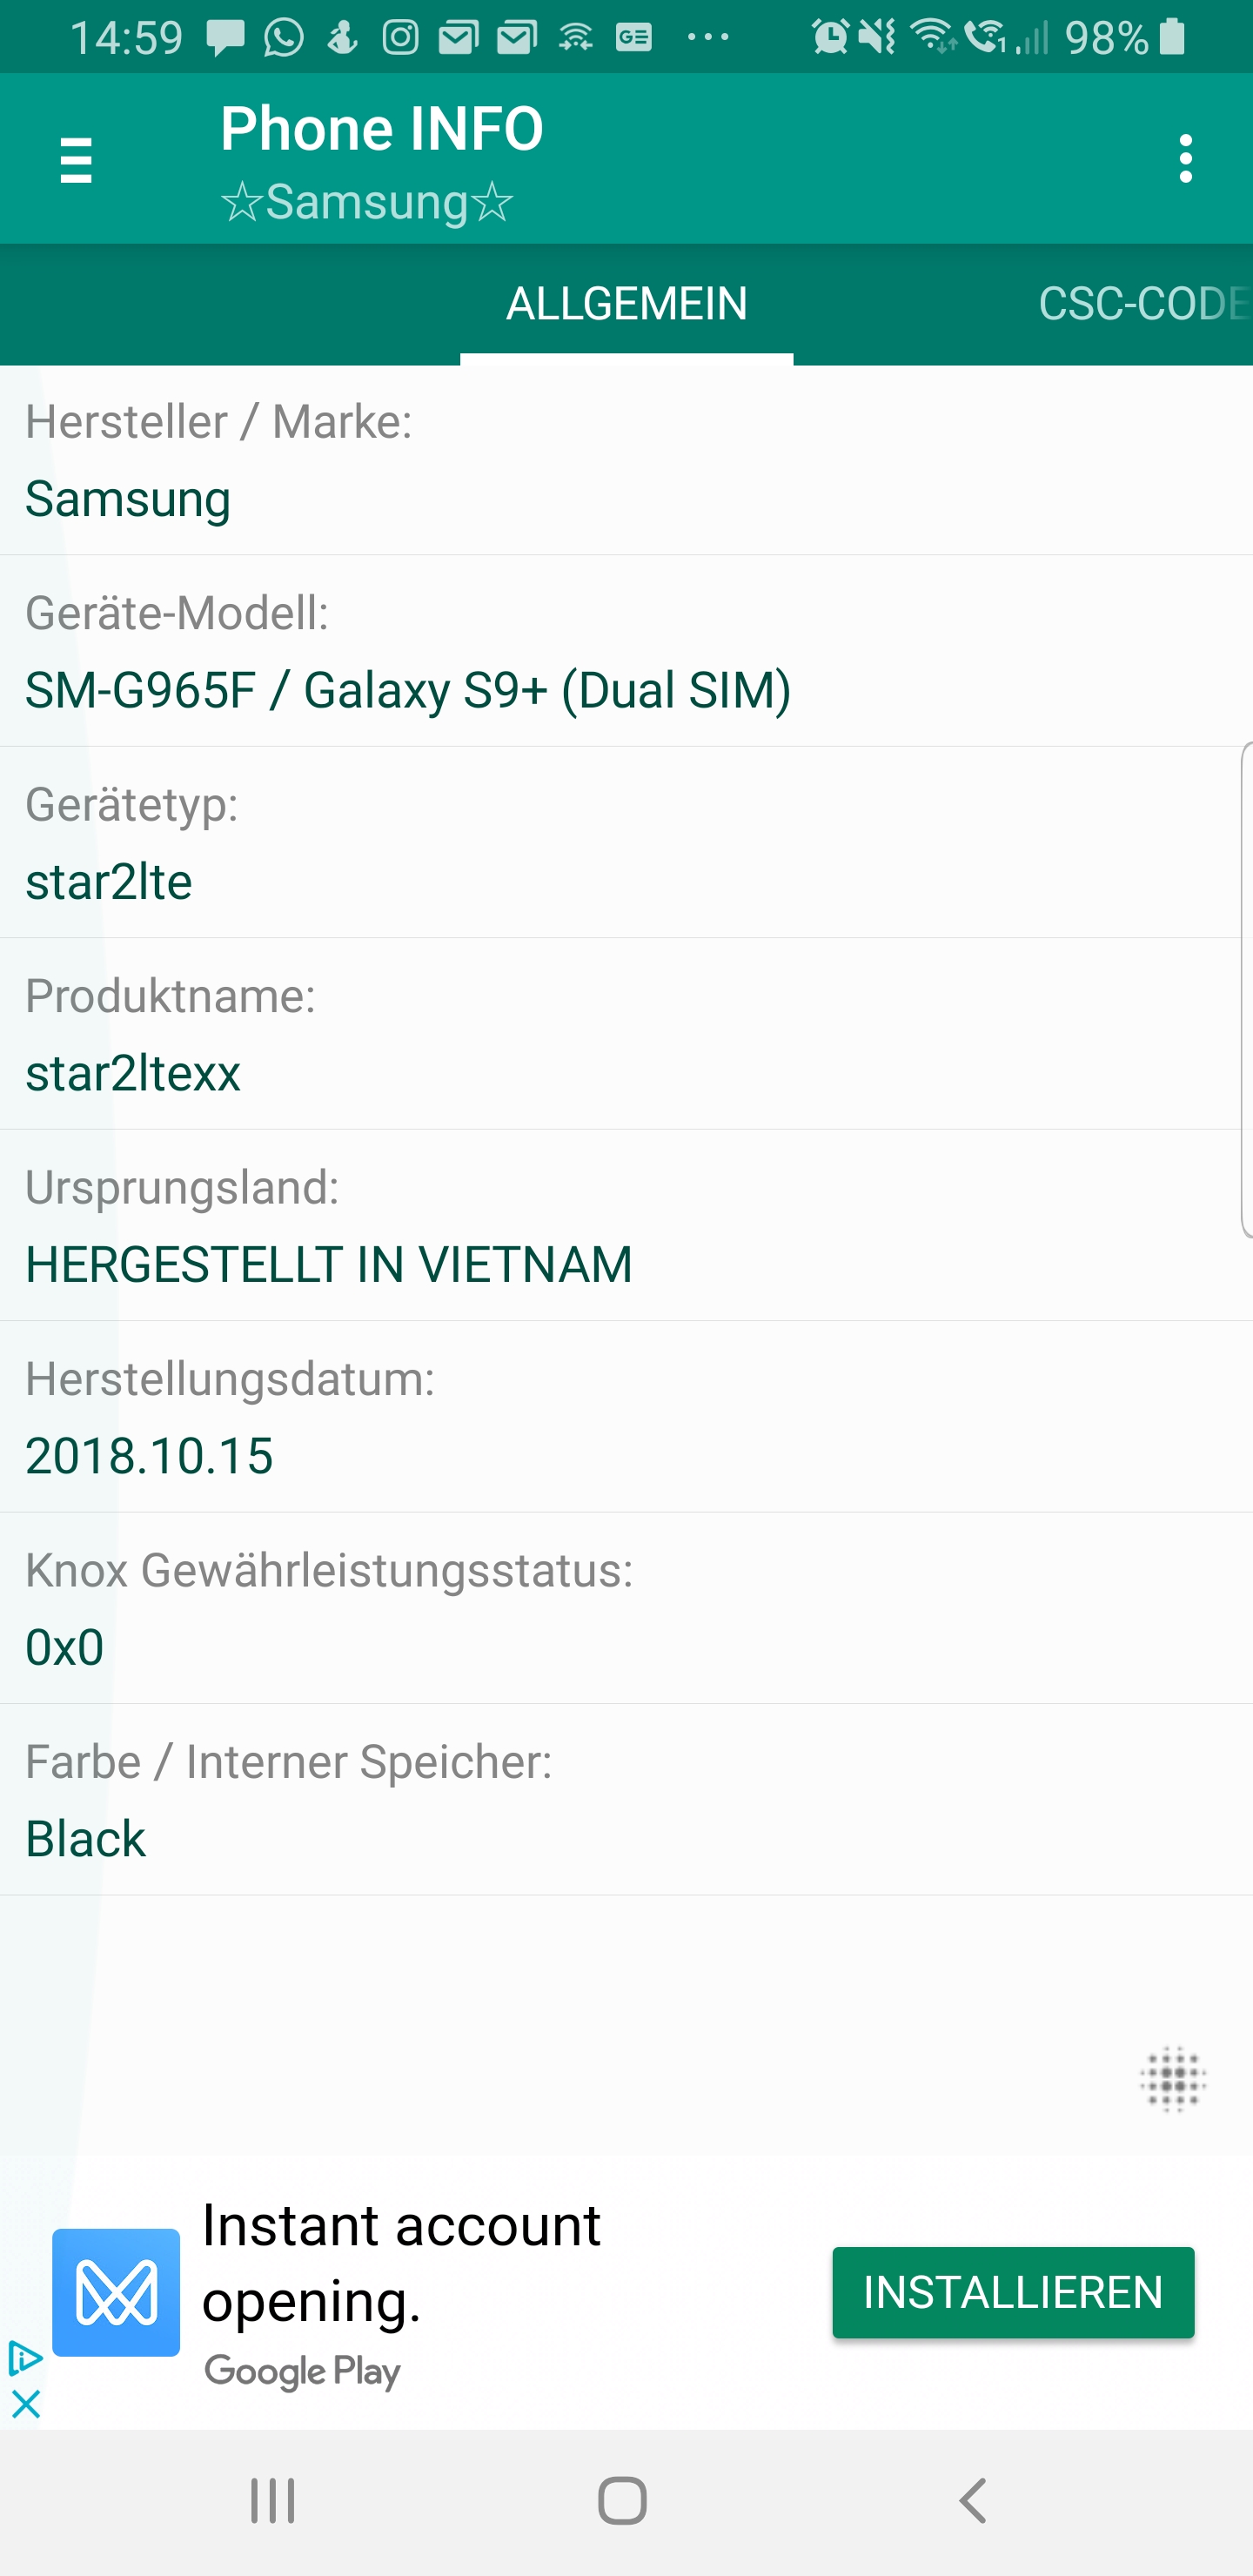 14:59 GE 1 98%
Phone INFO
☆Samsung☆
ALLGEMEIN CSC-CODE
Hersteller / Marke:
Samsung
Geräte-Modell:
SM-G965F / Galaxy S9+ (Dual SIM)
Gerätetyp:
star2lte
Produktname:
star2ltexx
Ursprungsland:
HERGESTELLT IN VIETNAM
Herstellungsdatum:
2018.10.15
Knox Gewährleistungsstatus:
0x0
Farbe / Interner Speicher:
Black
Instant account
opening.
Google Play
INSTALLIEREN